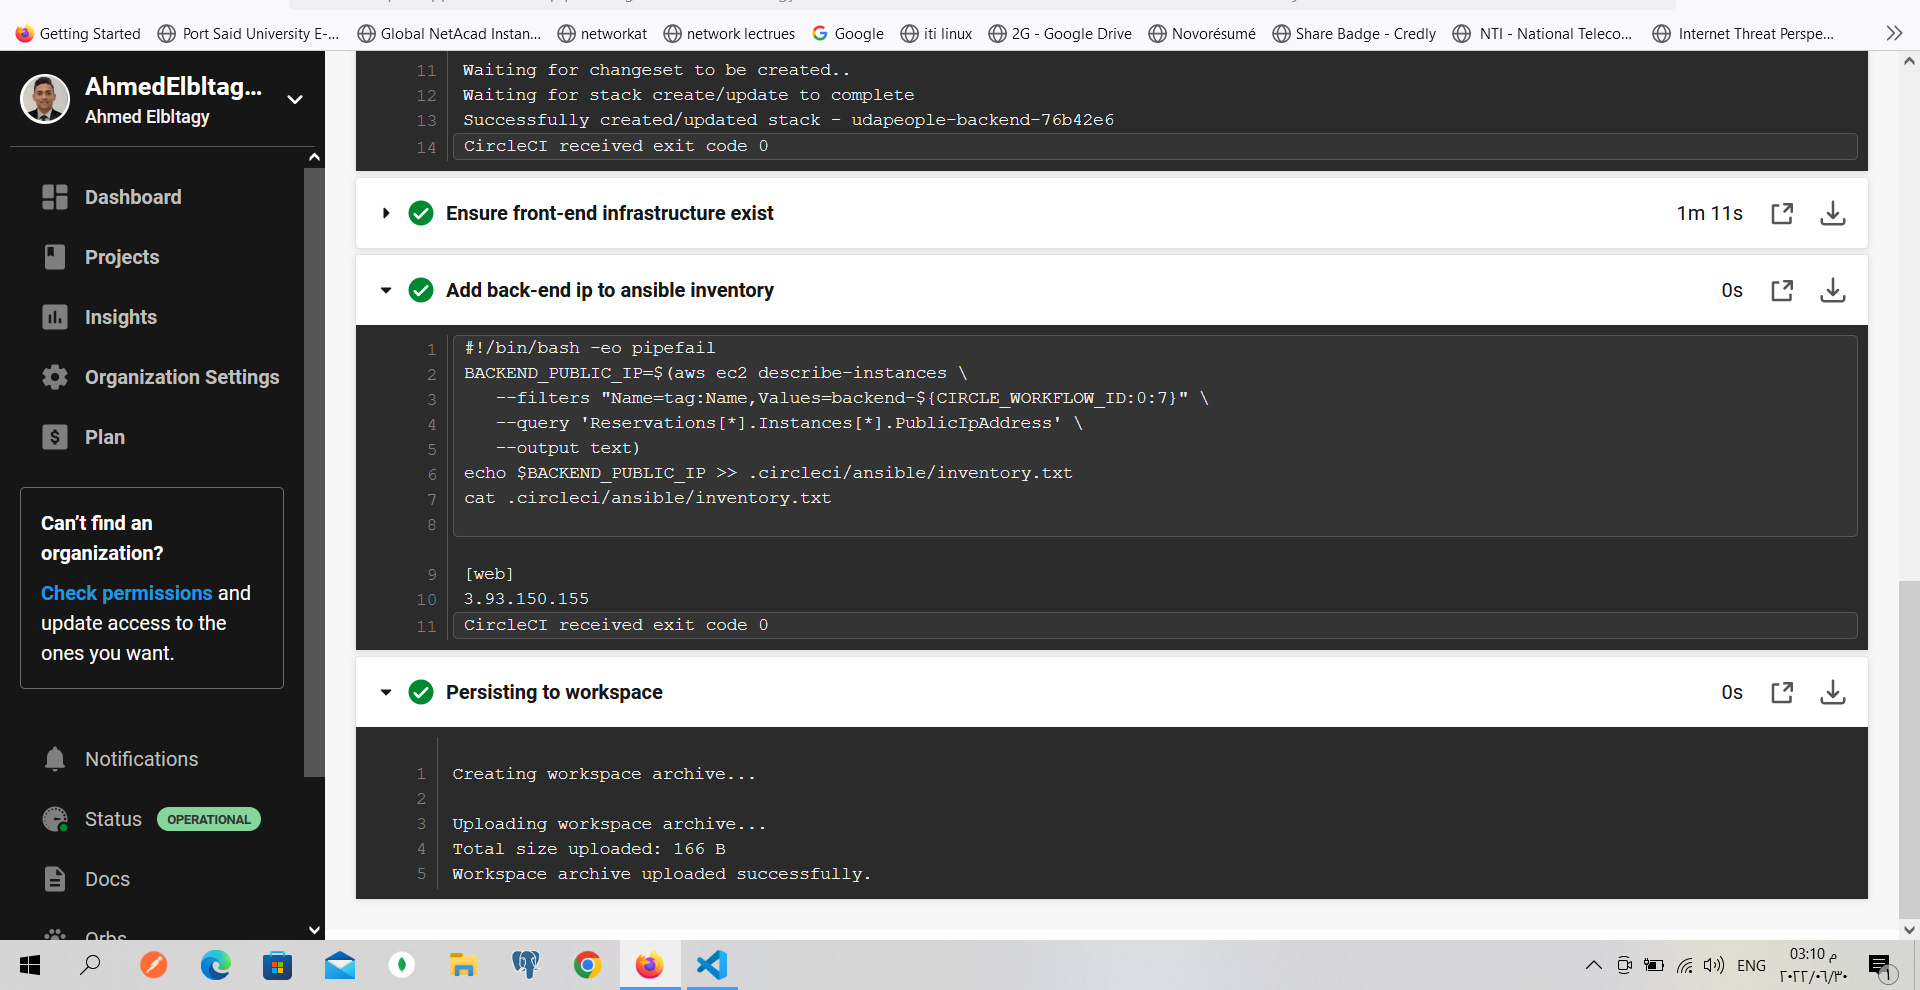 Getting Started
Port Said University E-...
Global NetAcad Instan...
networkat
network lectrues
Google
iti linux
2G - Google Drive
Novorésumé
Share Badge - Credly
NTI - National Teleco...
Internet Threat Perspe...
AhmedElbltag...
Ahmed Elbltagy
Dashboard
Projects
Insights
Organization Settings
Plan
Can't find an
organization?
Check permissions and
update access to the
ones you want.
Notifications
Status OPERATIONAL
Docs
Orbs
11 Waiting for changeset to be created..
12 Waiting for stack create/update to complete
13 Successfully created/updated stack - udapeople-backend-76b42e6
14 CircleCI received exit code 0
Ensure front-end infrastructure exist 1m 11s
Add back-end ip to ansible inventory 0s
1 #!/bin/bash -eo pipefail
2 BACKEND_PUBLIC_IP=$(aws ec2 describe-instances \
3 --filters "Name=tag:Name,Values=backend-${CIRCLE_WORKFLOW_ID:0:7}" \
4 --query 'Reservations[*].Instances[*].PublicIpAddress' \
5 --output text)
6 echo $BACKEND_PUBLIC_IP >> .circleci/ansible/inventory.txt
7 cat .circleci/ansible/inventory.txt
8
9 [web]
10 3.93.150.155
11 CircleCI received exit code 0
Persisting to workspace 0s
1 Creating workspace archive...
2
3 Uploading workspace archive...
4 Total size uploaded: 166 B
5 Workspace archive uploaded successfully.
ENG
03:10 م
٢٠٢٢/٠٦/٣٠
١